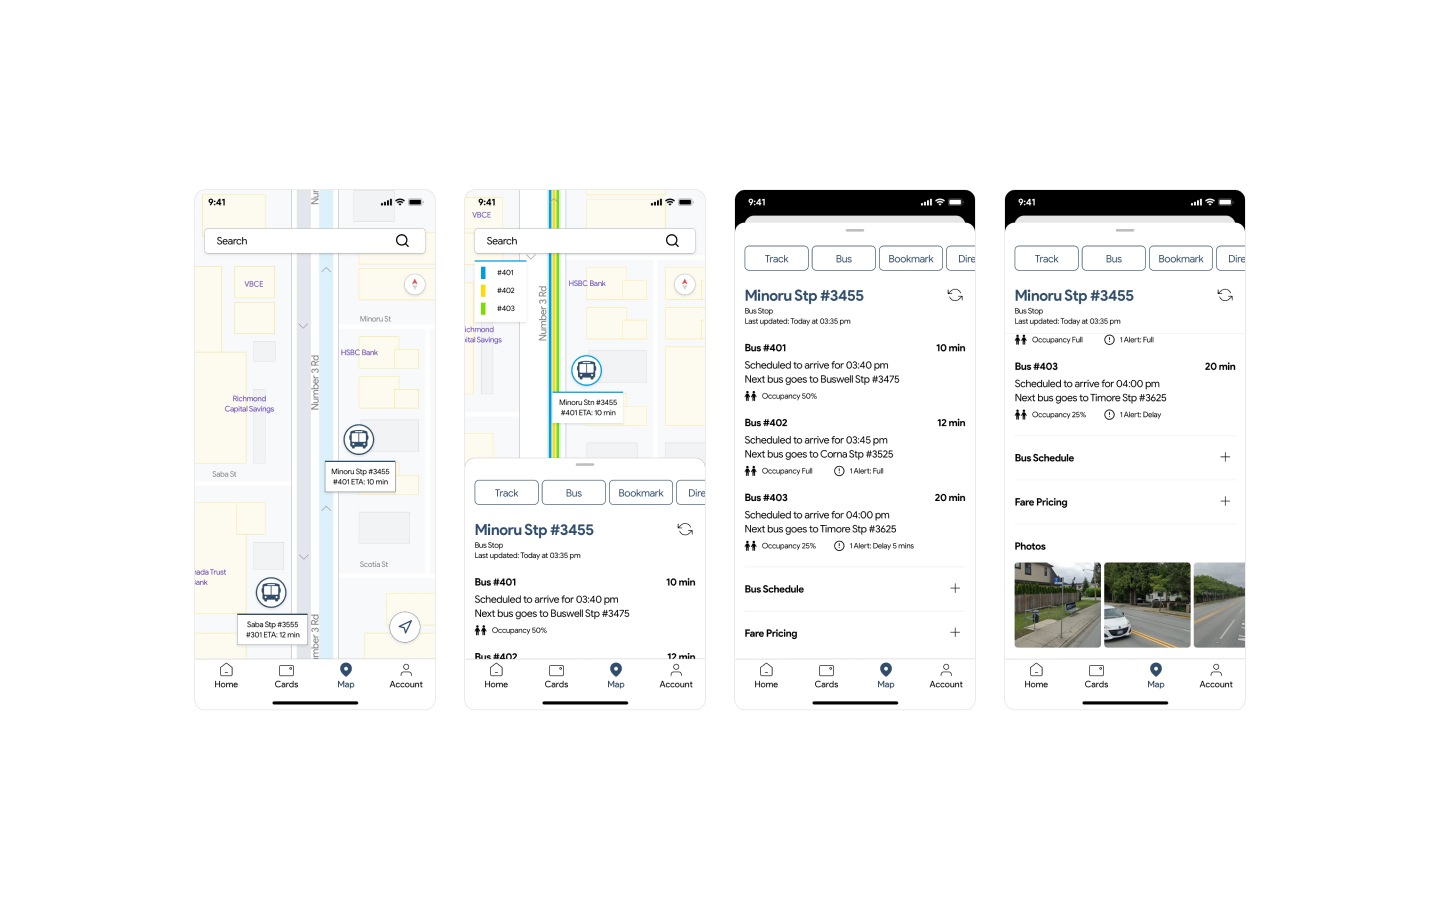 9:41
Nu
Search
VBCE
Minoru St
HSBC Bank
Number 3 Rd
Richmond
Capital Savings
Minoru Stp #3455
#401 ETA: 10 min
Saba St
Scotia St
nada Trust
ank
Saba Stp #3555
#301 ETA: 12 min
mber 3 Rd
Home
Cards
Map
Account
9:41
VBCE
Search
#401
#402
#403
HSBC Bank
Number 3 Rd
ichmond
ital Savings
Minoru Stn #3455
#401 ETA: 10 min
Track
Bus
Bookmark
Dire
Minoru Stp #3455
Bus Stop
Last updated: Today at 03:35 pm
Bus #401
10 min
Scheduled to arrive for 03:40 pm
Next bus goes to Buswell Stp #3475
Occupancy 50%
Bus #402
12 min
Home
Cards
Map
Account
9:41
Track
Bus
Bookmark
Dire
Minoru Stp #3455
Bus Stop
Last updated: Today at 03:35 pm
Bus #401
10 min
Scheduled to arrive for 03:40 pm
Next bus goes to Buswell Stp #3475
Occupancy 50%
Bus #402
12 min
Scheduled to arrive for 03:45 pm
Next bus goes to Corna Stp #3525
Occupancy Full
1 Alert: Full
Bus #403
20 min
Scheduled to arrive for 04:00 pm
Next bus goes to Timore Stp #3625
Occupancy 25%
1 Alert: Delay 5 mins
Bus Schedule
Fare Pricing
Home
Cards
Map
Account
9:41
Track
Bus
Bookmark
Dire
Minoru Stp #3455
Bus Stop
Last updated: Today at 03:35 pm
Occupancy Full
1 Alert: Full
Bus #403
20 min
Scheduled to arrive for 04:00 pm
Next bus goes to Timore Stp #3625
Occupancy 25%
1 Alert: Delay
Bus Schedule
Fare Pricing
Photos
Home
Cards
Map
Account